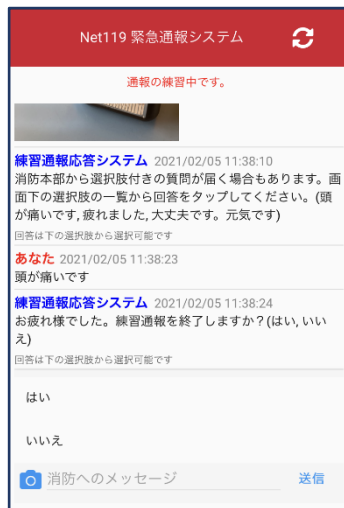 Net119 緊急通報システム
通報の練習中です。
練習通報応答システム 2021/02/05 11:38:10
消防本部から選択肢付きの質問が届く場合もあります。画
面下の選択肢の一覧から回答をタップしてください。(頭
が痛いです, 疲れました, 大丈夫です。元気です)
回答は下の選択肢から選択可能です
あなた 2021/02/05 11:38:23
頭が痛いです
練習通報応答システム 2021/02/05 11:38:24
お疲れ様でした。練習通報を終了しますか？(はい, いい
え)
回答は下の選択肢から選択可能です
はい
いいえ
消防へのメッセージ 送信